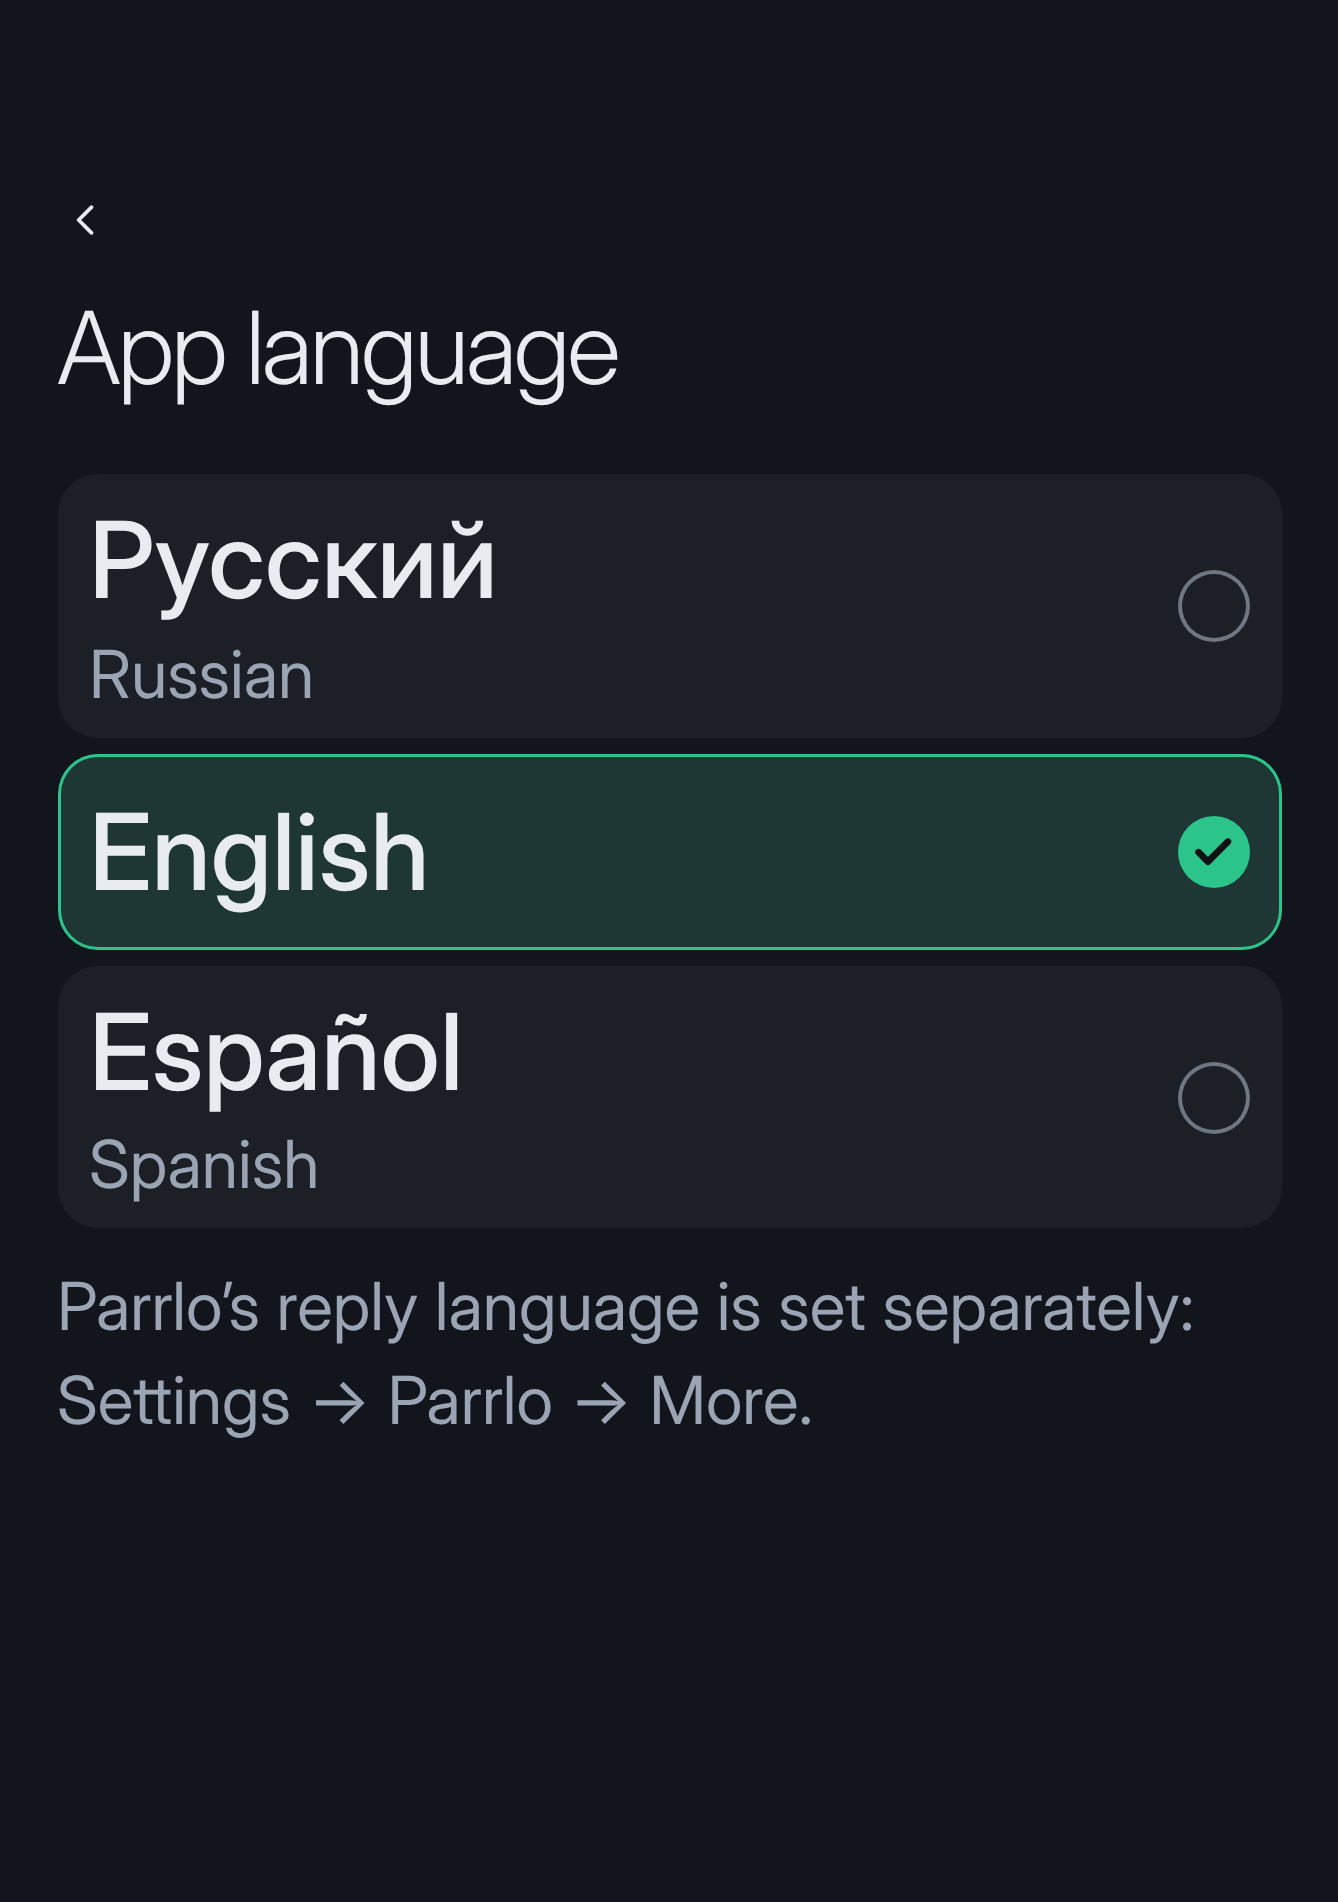 App language
Русский
Russian
English
Español
Spanish
Parrlo’s reply language is set separately:
Settings → Parrlo → More.